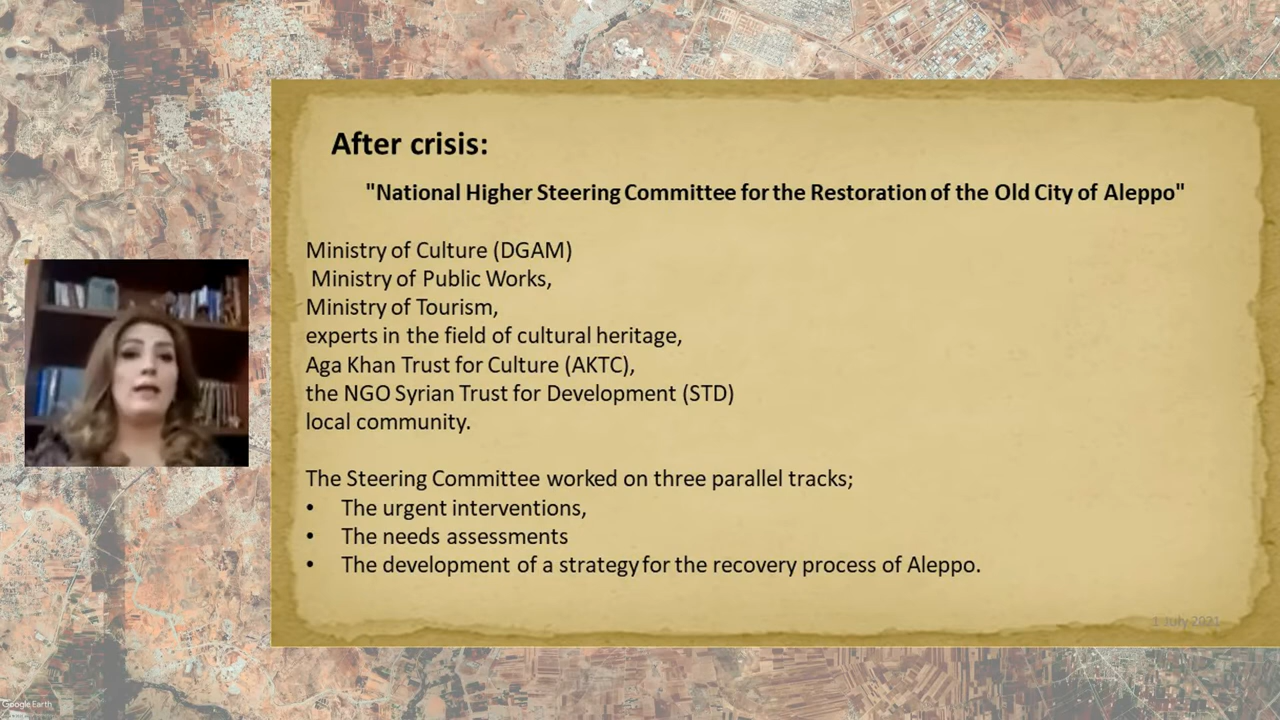 After crisis:
"National Higher Steering Committee for the Restoration of the Old City of Aleppo"
Ministry of Culture (DGAM)
Ministry of Public Works,
Ministry of Tourism,
experts in the field of cultural heritage,
Aga Khan Trust for Culture (AKTC),
the NGO Syrian Trust for Development (STD)
local community.
The Steering Committee worked on three parallel tracks;
• The urgent interventions,
• The needs assessments
• The development of a strategy for the recovery process of Aleppo.
1 July 2021
Google Earth